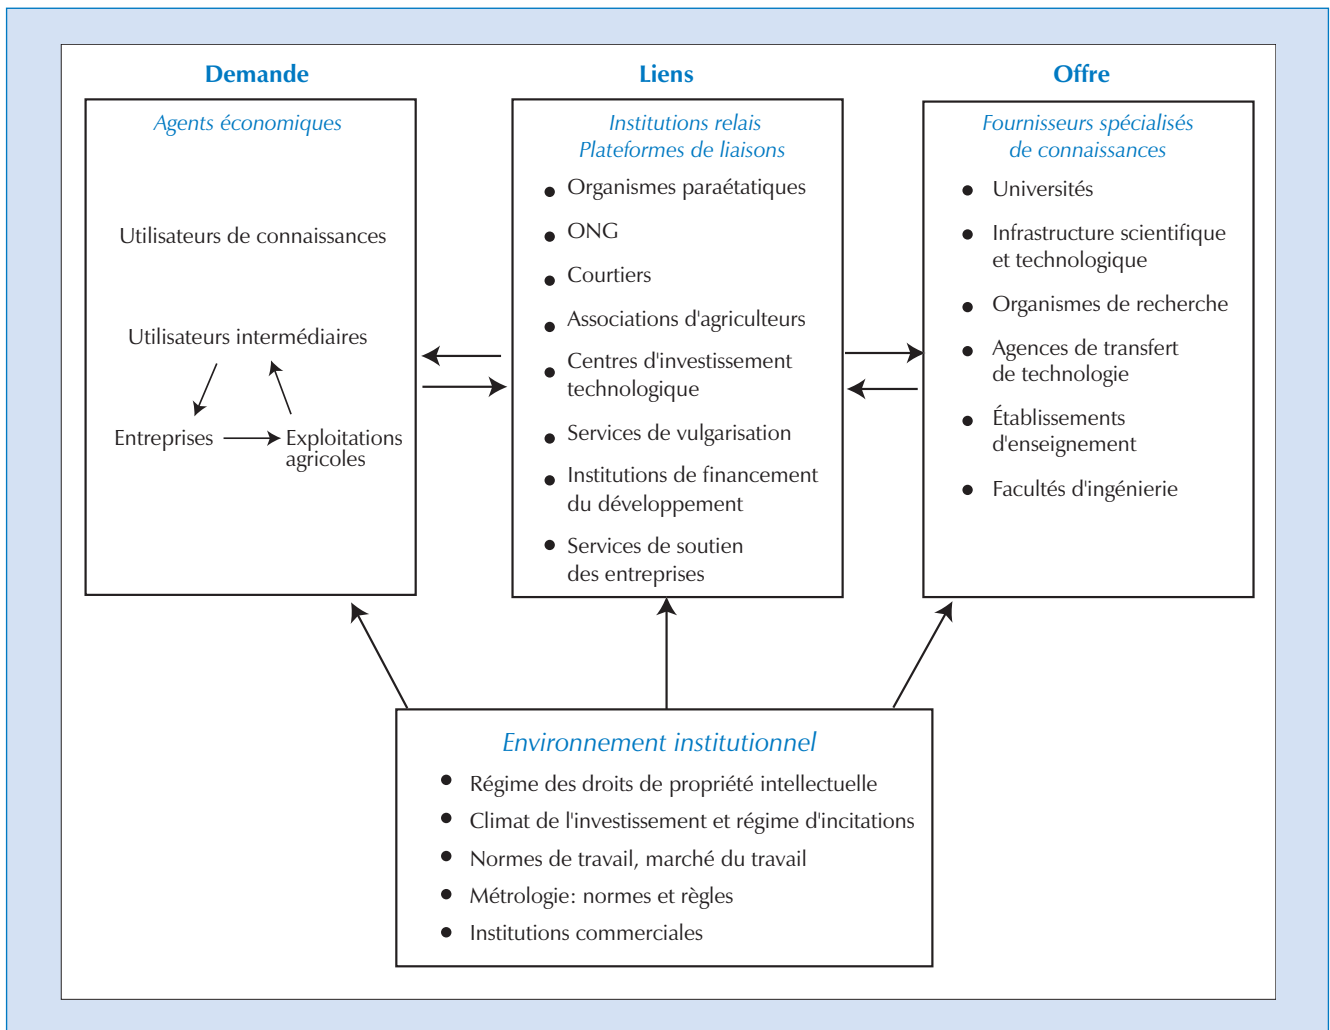 Demande
Agents économiques
Utilisateurs de connaissances
Utilisateurs intermédiaires
Entreprises
Exploitations
agricoles
Liens
Institutions relais
Plateformes de liaisons
Organismes paraétatiques
ONG
Courtiers
Associations d'agriculteurs
Centres d'investissement
technologique
Services de vulgarisation
Institutions de financement
du développement
Services de soutien
des entreprises
Offre
Fournisseurs spécialisés
de connaissances
Universités
Infrastructure scientifique
et technologique
Organismes de recherche
Agences de transfert
de technologie
Établissements
d'enseignement
Facultés d'ingénierie
Environnement institutionnel
Régime des droits de propriété intellectuelle
Climat de l'investissement et régime d'incitations
Normes de travail, marché du travail
Métrologie: normes et règles
Institutions commerciales